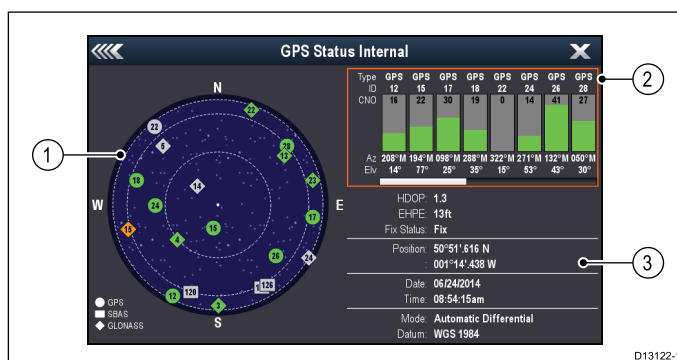 GPS Status Internal
Type GPS GPS GPS GPS GPS GPS GPS GPS
ID 12 15 17 18 22 24 26 28
CNO 16 22 30 19 0 14 41 27
Az 208°M 194°M 098°M 288°M 322°M 271°M 132°M 050°M
Elv 14° 77° 25° 35° 15° 53° 43° 30°
HDOP: 1.3
EHPE: 13ft
Fix Status: Fix
Position: 50°51'.616 N
: 001°14'.438 W
Date: 06/24/2014
Time: 08:54:15am
Mode: Automatic Differential
Datum: WGS 1984
N
22
22
5
28
13
18
14
23
W
E
24
17
15
15
4
26
24
12
120
126
3
S
GPS
SBAS
GLONASS
1
2
3